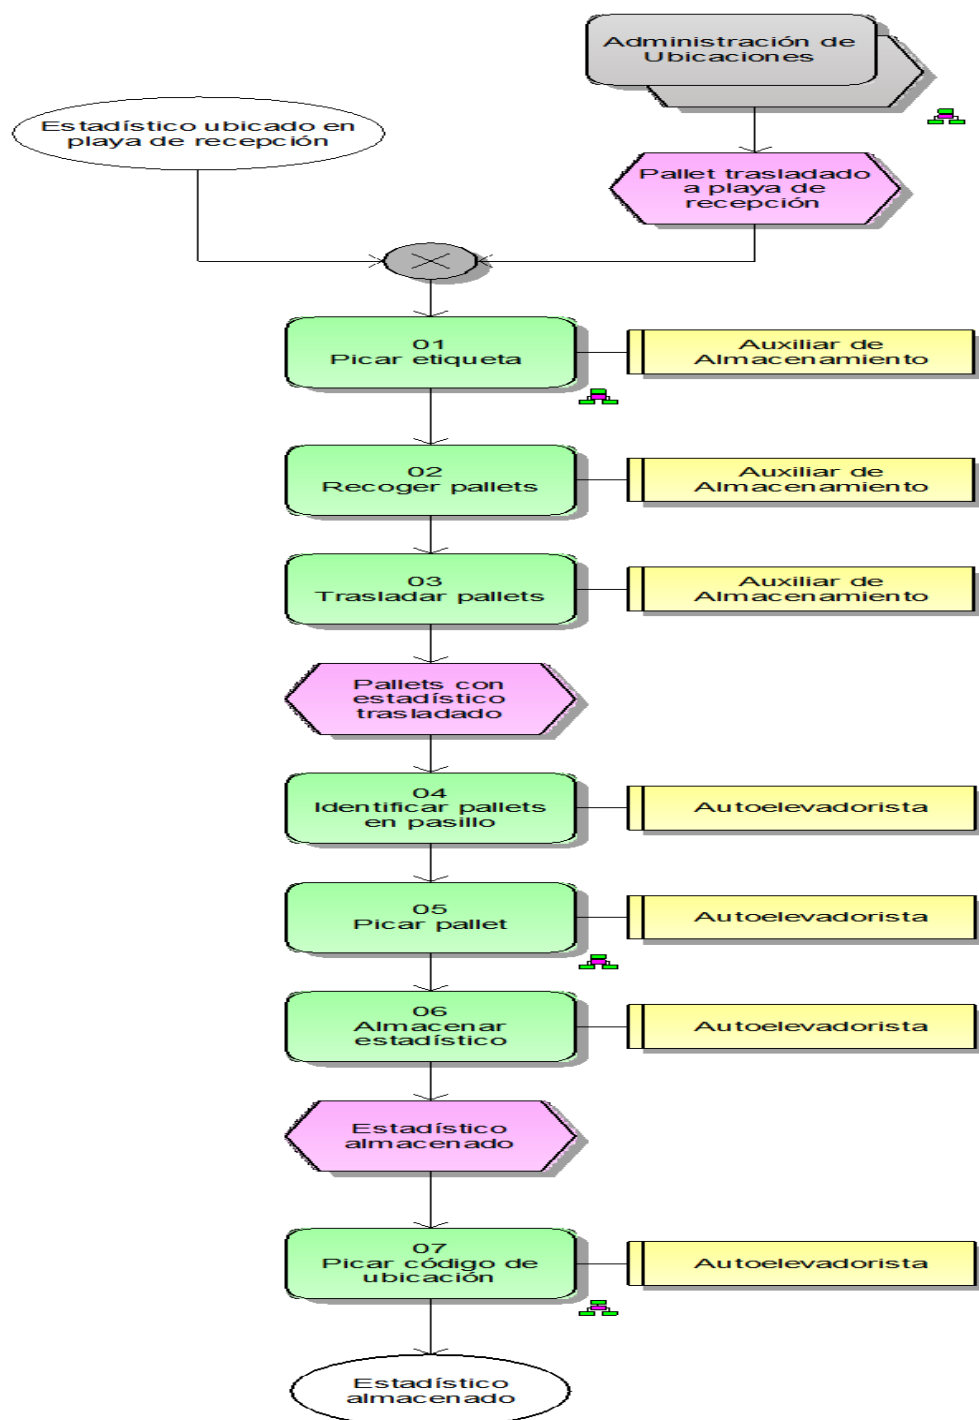 Administración de
Ubicaciones
Estadístico ubicado en
playa de recepción
Pallet trasladado
a playa de
recepción
01
Picar etiqueta
Auxiliar de
Almacenamiento
02
Recoger pallets
Auxiliar de
Almacenamiento
03
Trasladar pallets
Auxiliar de
Almacenamiento
Pallets con
estadístico
trasladado
04
Identificar pallets
en pasillo
Autoelevadorista
05
Picar pallet
Autoelevadorista
06
Almacenar
estadístico
Autoelevadorista
Estadístico
almacenado
07
Picar código de
ubicación
Autoelevadorista
Estadístico
almacenado